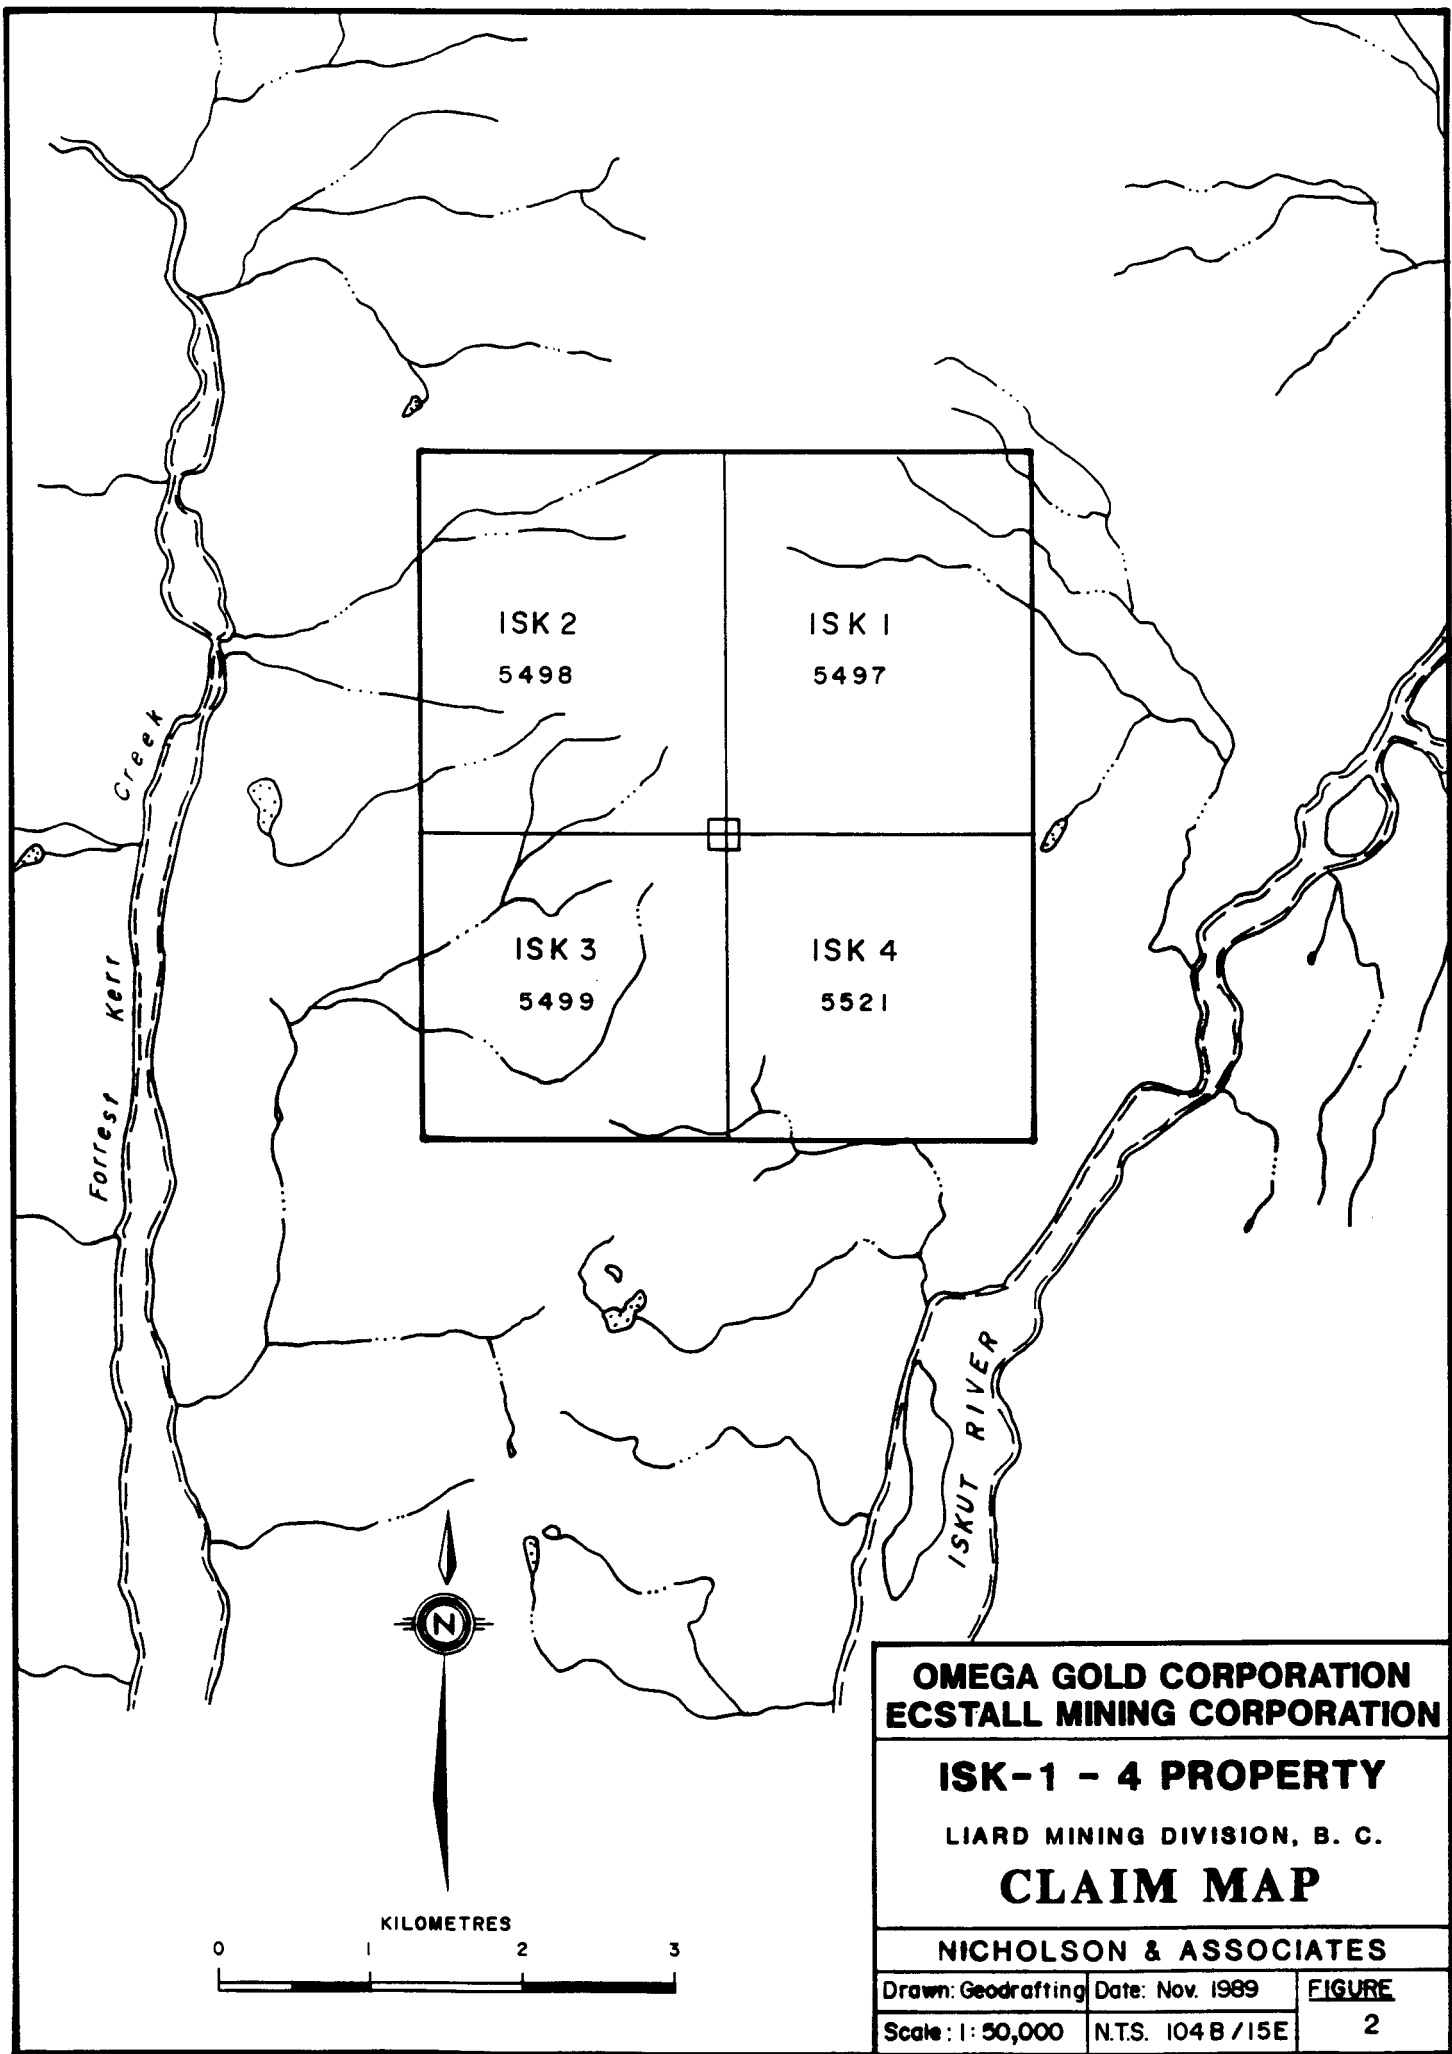 ISK 2
5498
ISK 1
5497
ISK 3
5499
ISK 4
5521
Forrest Kerr Creek
ISKUT RIVER
N
KILOMETRES
0 1 2 3
OMEGA GOLD CORPORATION
ECSTALL MINING CORPORATION
ISK-1 - 4 PROPERTY
LIARD MINING DIVISION, B. C.
CLAIM MAP
NICHOLSON & ASSOCIATES
Drawn: Geodrafting Date: Nov. 1989 FIGURE
Scale: 1:50,000 N.T.S. 104 B / 15 E 2